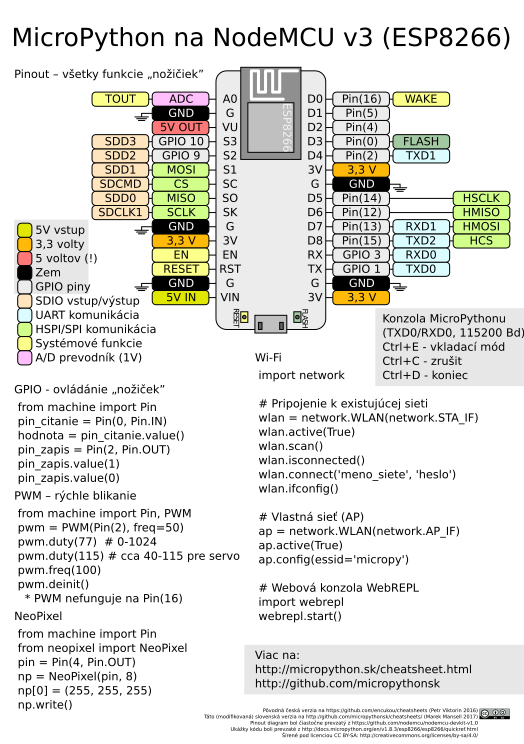 MicroPython na NodeMCU v3 (ESP8266)
Pinout – všetky funkcie „nožičiek”
TOUT ADC A0 D0 Pin(16) WAKE
GND G D1 Pin(5)
5V OUT VU D2 Pin(4)
SDD3 GPIO 10 S3 D3 Pin(0) FLASH
SDD2 GPIO 9 S2 D4 Pin(2) TXD1
SDD1 MOSI S1 3V 3,3 V
SDCMD CS SC G GND
SDD0 MISO SO D5 Pin(14) HSCLK
SDCLK1 SCLK SK D6 Pin(12) HMISO
GND G D7 Pin(13) RXD1 HMOSI
3,3 V 3V D8 Pin(15) TXD2 HCS
EN EN RX GPIO 3 RXD0
RESET RST TX GPIO 1 TXD0
GND G G GND
5V IN VIN 3V 3,3 V
ESP8266
RESET
FLASH
5V vstup
3,3 volty
5 voltov (!)
Zem
GPIO piny
SDIO vstup/výstup
UART komunikácia
HSPI/SPI komunikácia
Systémové funkcie
A/D prevodník (1V)
Konzola MicroPythonu
(TXD0/RXD0, 115200 Bd)
Ctrl+E - vkladací mód
Ctrl+C - zrušit
Ctrl+D - koniec
GPIO - ovládánie „nožiček”
from machine import Pin
pin_citanie = Pin(0, Pin.IN)
hodnota = pin_citanie.value()
pin_zapis = Pin(2, Pin.OUT)
pin_zapis.value(1)
pin_zapis.value(0)
PWM – rýchle blikanie
from machine import Pin, PWM
pwm = PWM(Pin(2), freq=50)
pwm.duty(77)  # 0-1024
pwm.duty(115) # cca 40-115 pre servo
pwm.freq(100)
pwm.deinit()
* PWM nefunguje na Pin(16)
NeoPixel
from machine import Pin
from neopixel import NeoPixel
pin = Pin(4, Pin.OUT)
np = NeoPixel(pin, 8)
np[0] = (255, 255, 255)
np.write()
Wi-Fi
import network
# Pripojenie k existujúcej sieti
wlan = network.WLAN(network.STA_IF)
wlan.active(True)
wlan.scan()
wlan.isconnected()
wlan.connect('meno_siete', 'heslo')
wlan.ifconfig()
# Vlastná sieť (AP)
ap = network.WLAN(network.AP_IF)
ap.active(True)
ap.config(essid='micropy')
# Webová konzola WebREPL
import webrepl
webrepl.start()
Viac na:
http://micropython.sk/cheatsheet.html
http://github.com/micropythonsk
Pôvodná česká verzia na https://github.com/encukou/cheatsheets (Petr Viktorin 2016)
Táto (modifikovaná) slovenská verzia na http://github.com/micropythonsk/cheatsheets/ (Marek Mansell 2017)
Pinout diagram bol čiastočne prevzatý z https://github.com/nodemcu/nodemcu-devkit-v1.0
Ukážky kódu boli prevzaté z http://docs.micropython.org/en/v1.8.3/esp8266/esp8266/quickref.html
Šírené pod licenciou CC BY-SA: http://creativecommons.org/licenses/by-sa/4.0/